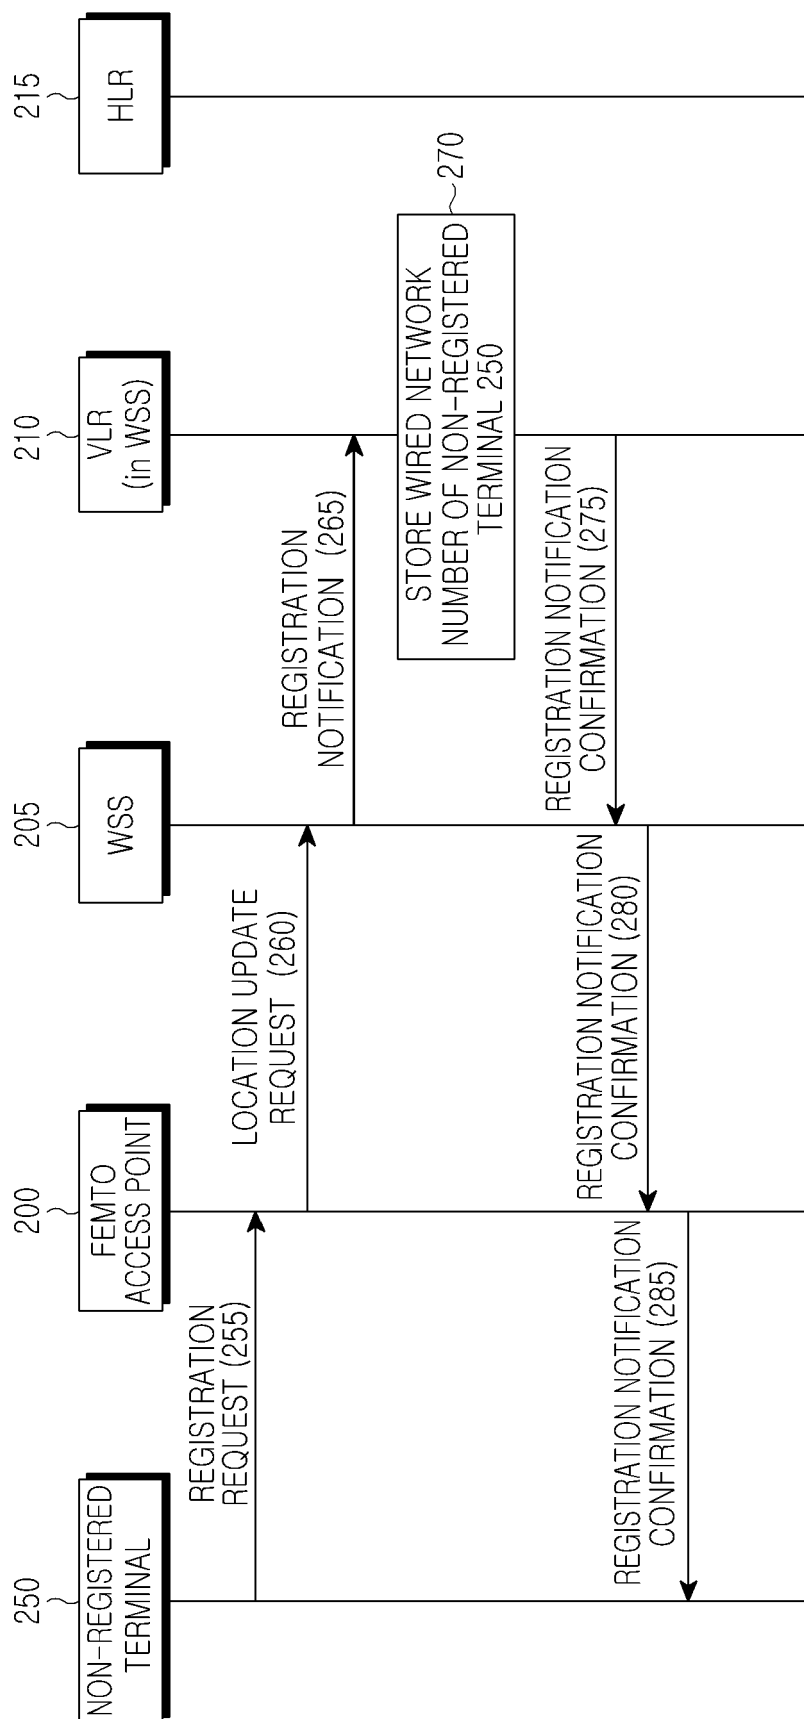 250
NON-REGISTERED
TERMINAL
200
FEMTO
ACCESS POINT
205
WSS
210
VLR
(in WSS)
215
HLR
REGISTRATION
REQUEST (255)
LOCATION UPDATE
REQUEST (260)
REGISTRATION
NOTIFICATION (265)
STORE WIRED NETWORK
NUMBER OF NON-REGISTERED
TERMINAL 250
270
REGISTRATION NOTIFICATION
CONFIRMATION (275)
REGISTRATION NOTIFICATION
CONFIRMATION (280)
REGISTRATION NOTIFICATION
CONFIRMATION (285)